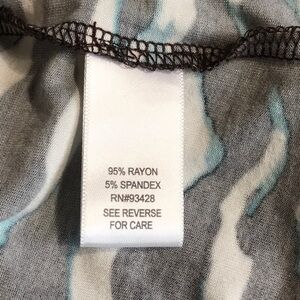 95% RAYON
5% SPANDEX
RN#93428
SEE REVERSE
FOR CARE